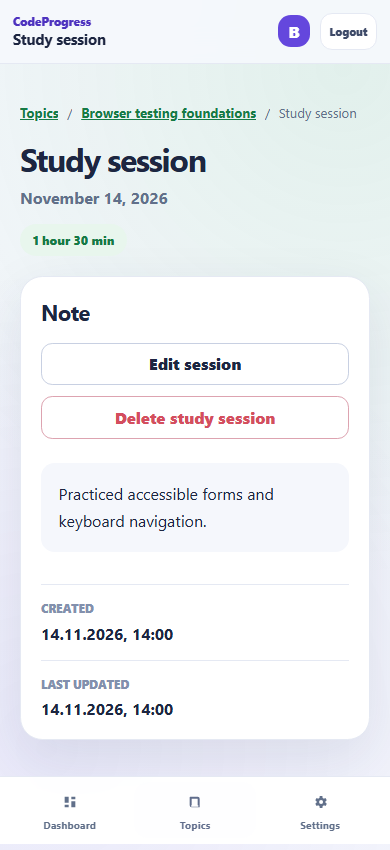 CodeProgress
Study session
B
Logout
Topics / Browser testing foundations / Study session
Study session
November 14, 2026
1 hour 30 min
Note
Edit session
Delete study session
Practiced accessible forms and
keyboard navigation.
CREATED
14.11.2026, 14:00
LAST UPDATED
14.11.2026, 14:00
Dashboard
Topics
Settings